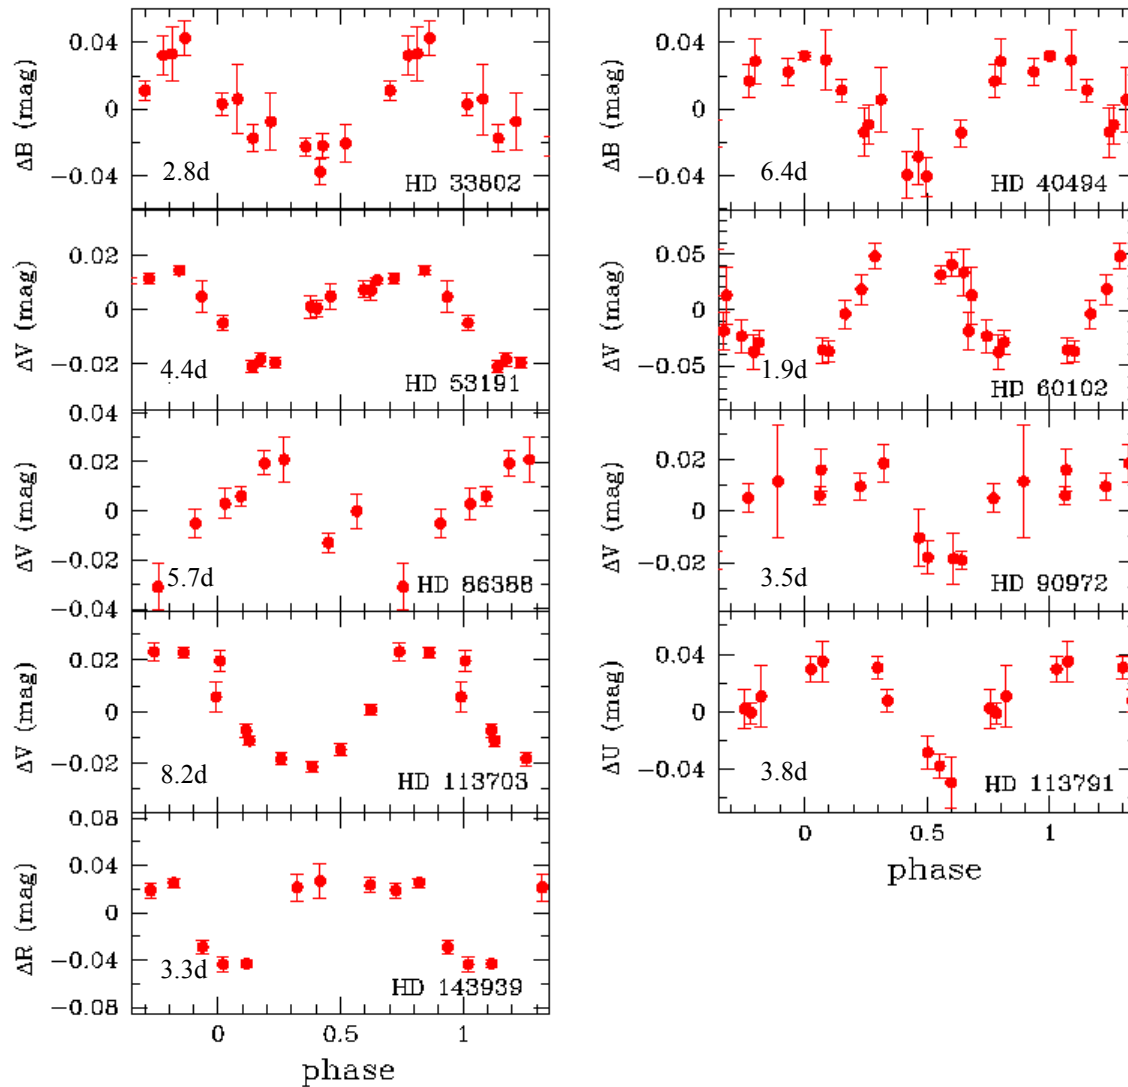 0.04
0
−0.04
ΔB (mag)
2.8d
HD 33802
0.02
0
−0.02
ΔV (mag)
4.4d
HD 53191
0.04
0.02
0
−0.02
−0.04
ΔV (mag)
5.7d
HD 86388
0.02
0
−0.02
ΔV (mag)
8.2d
HD 113703
0.08
0.04
0
−0.04
−0.08
ΔR (mag)
3.3d
HD 143939
0 0.5 1
phase
0.04
0
−0.04
ΔB (mag)
6.4d
HD 40494
0.05
0
−0.05
ΔV (mag)
1.9d
HD 60102
0.02
0
−0.02
ΔV (mag)
3.5d
HD 90972
0.04
0
−0.04
ΔU (mag)
3.8d
HD 113791
0 0.5 1
phase